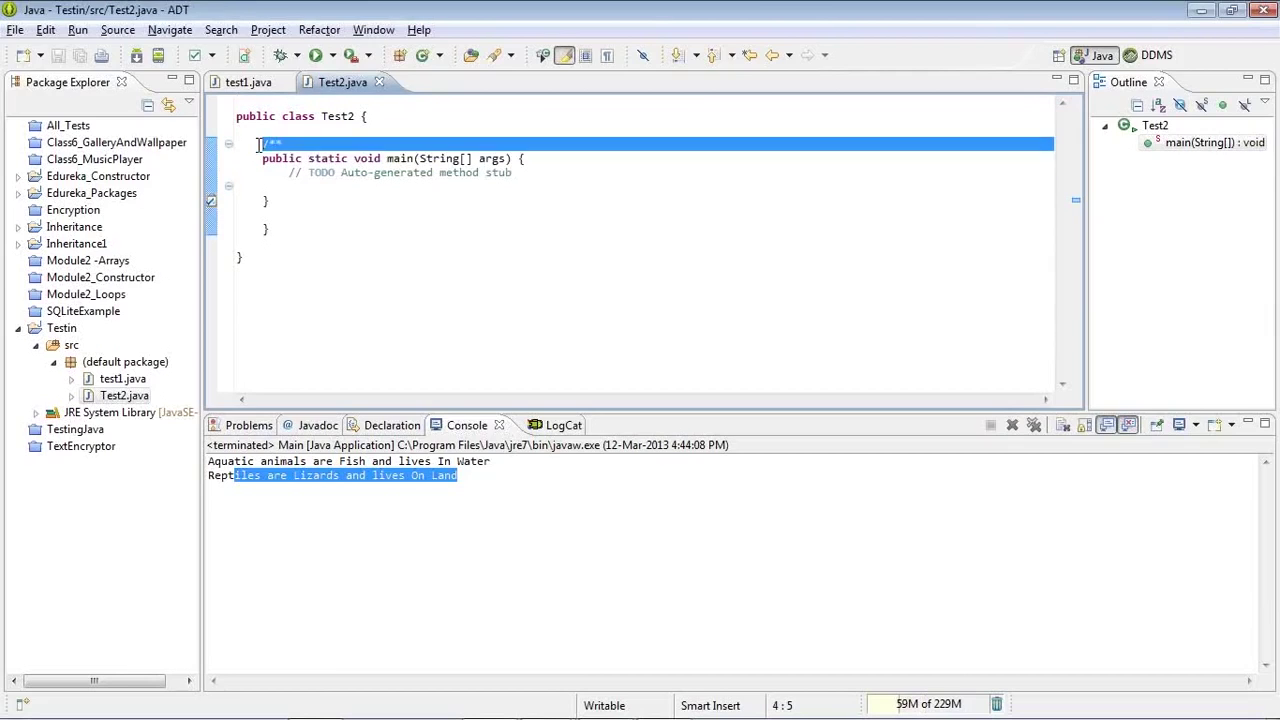 Java - Testin/src/Test2.java - ADT
File Edit Run Source Navigate Search Project Refactor Window Help
Java DDMS
Package Explorer
All_Tests
Class6_GalleryAndWallpaper
Class6_MusicPlayer
Edureka_Constructor
Edureka_Packages
Encryption
Inheritance
Inheritance1
Module2 -Arrays
Module2_Constructor
Module2_Loops
SQLiteExample
Testin
src
(default package)
test1.java
Test2.java
JRE System Library [JavaSE-
TestingJava
TextEncryptor
test1.java Test2.java
public class Test2 {
/**
public static void main(String[] args) {
// TODO Auto-generated method stub
}
}
}
Outline
Test2
main(String[]) : void
Problems Javadoc Declaration Console LogCat
<terminated> Main [Java Application] C:\Program Files\Java\jre7\bin\javaw.exe (12-Mar-2013 4:44:08 PM)
Aquatic animals are Fish and lives In Water
Reptiles are Lizards and lives On Land
Writable Smart Insert 4 : 5 59M of 229M